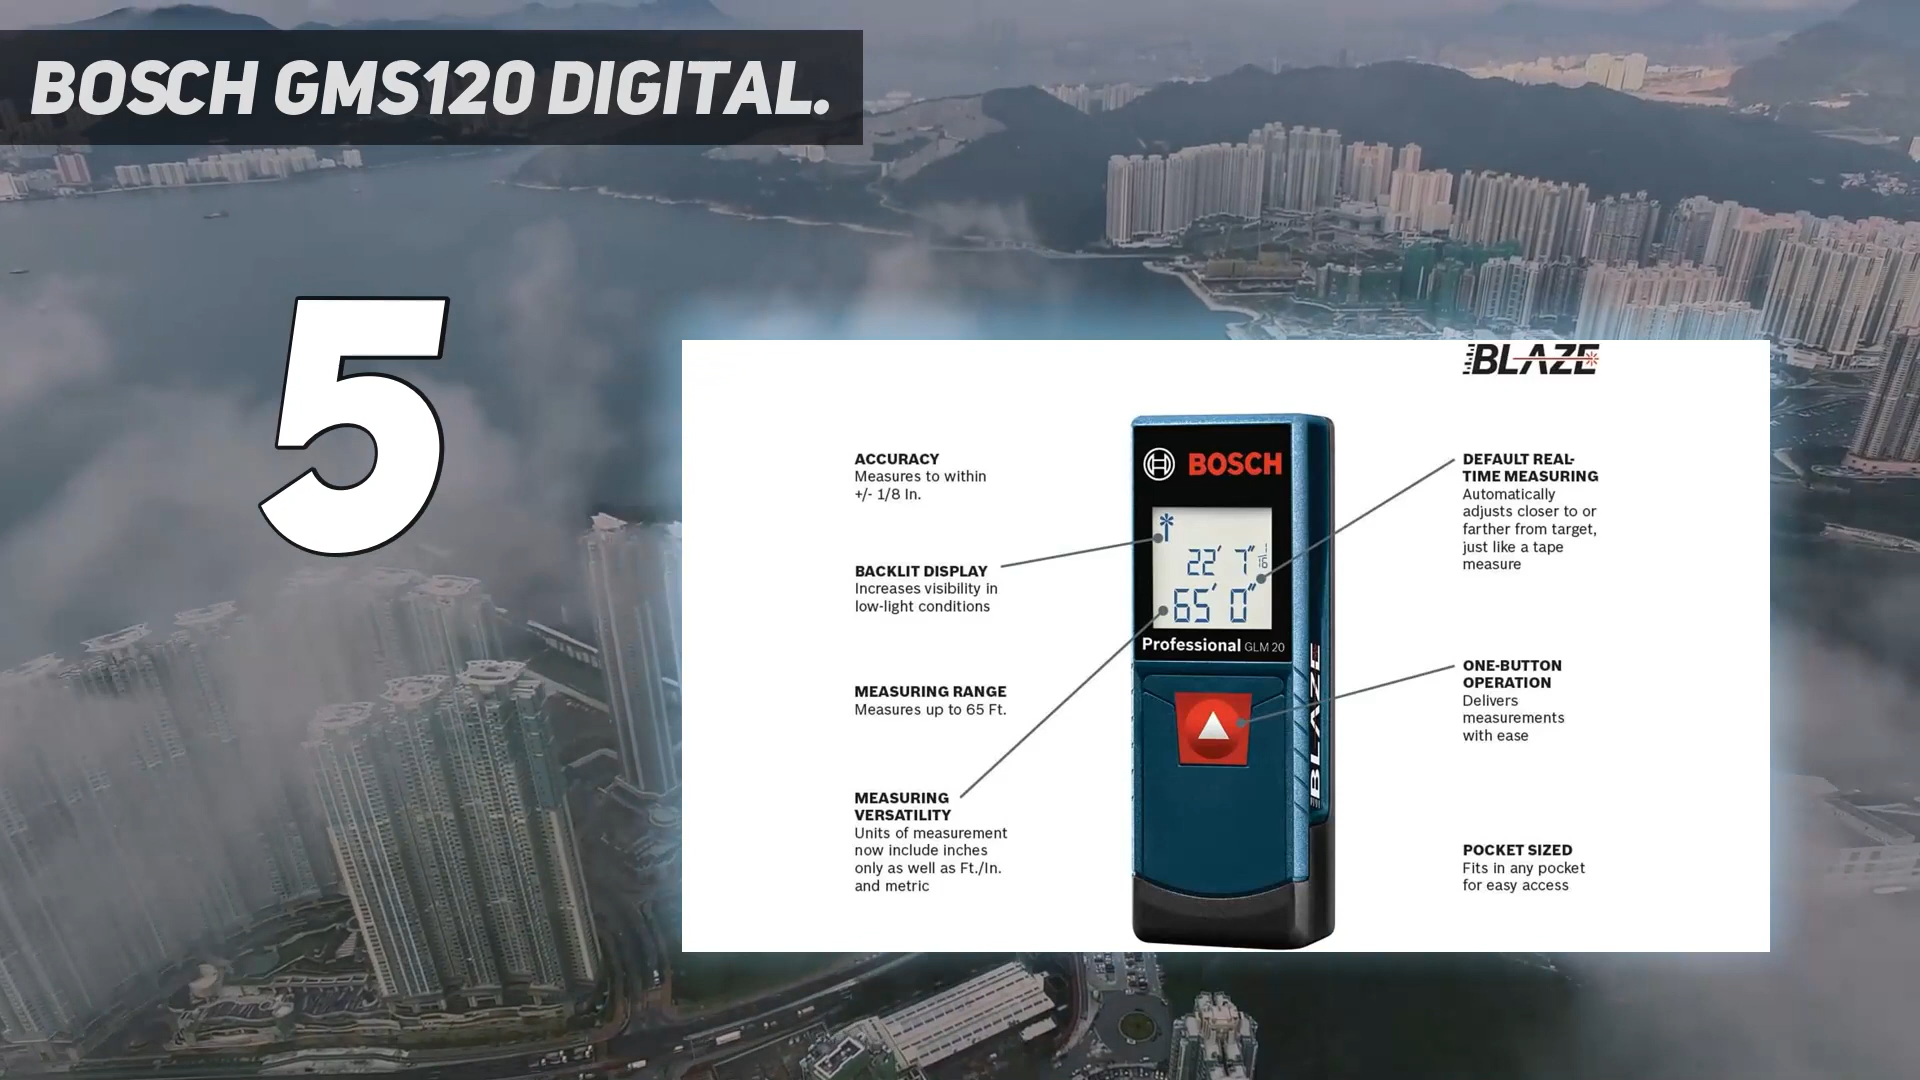 BOSCH GMS120 DIGITAL.
5
BLAZE
ACCURACY
Measures to within
+/- 1/8 In.
BACKLIT DISPLAY
Increases visibility in
low-light conditions
MEASURING RANGE
Measures up to 65 Ft.
MEASURING
VERSATILITY
Units of measurement
now include inches
only as well as Ft./In.
and metric
BOSCH
22' 7"
65' 0"
Professional GLM 20
BLAZE
DEFAULT REAL-
TIME MEASURING
Automatically
adjusts closer to or
farther from target,
just like a tape
measure
ONE-BUTTON
OPERATION
Delivers
measurements
with ease
POCKET SIZED
Fits in any pocket
for easy access